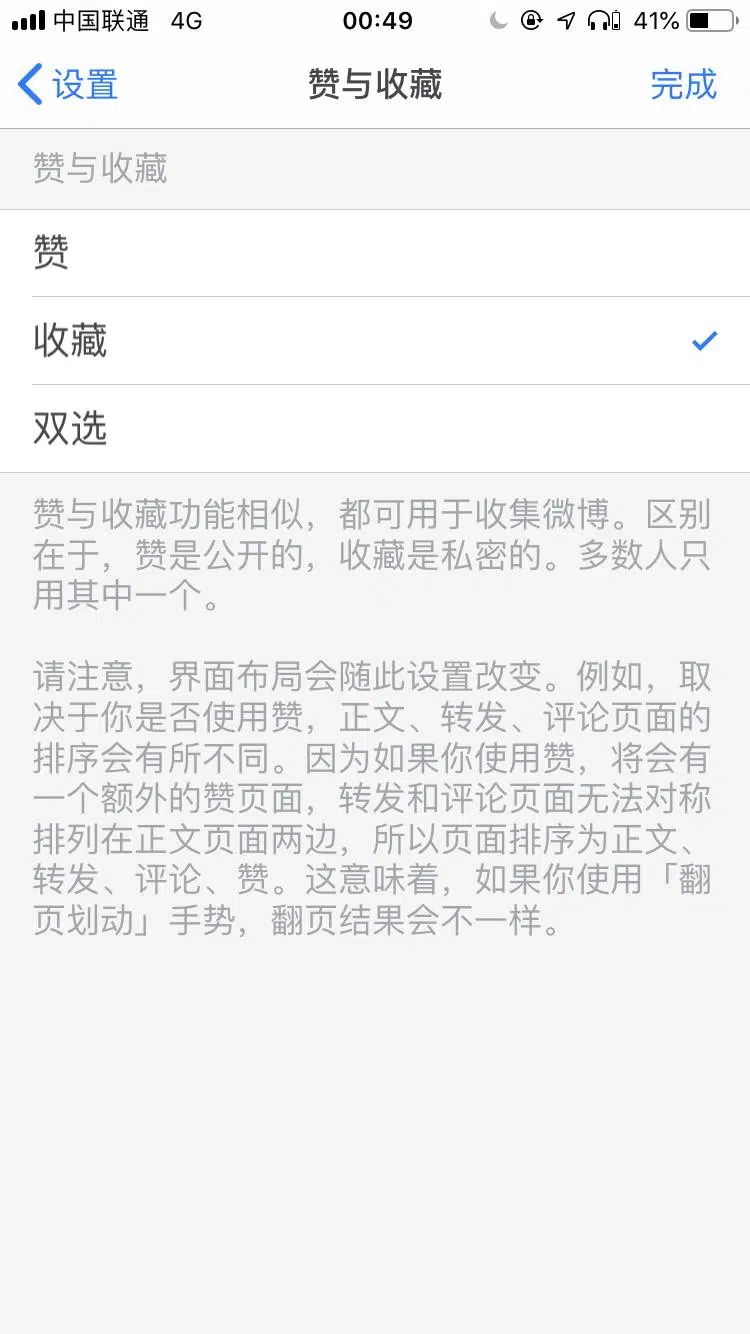 中国联通 4G 00:49 41%
设置 赞与收藏 完成
赞与收藏
赞
收藏
双选
赞与收藏功能相似，都可用于收集微博。区别
在于，赞是公开的，收藏是私密的。多数人只
用其中一个。
请注意，界面布局会随此设置改变。例如，取
决于你是否使用赞，正文、转发、评论页面的
排序会有所不同。因为如果你使用赞，将会有
一个额外的赞页面，转发和评论页面无法对称
排列在正文页面两边，所以页面排序为正文、
转发、评论、赞。这意味着，如果你使用「翻
页划动」手势，翻页结果会不一样。